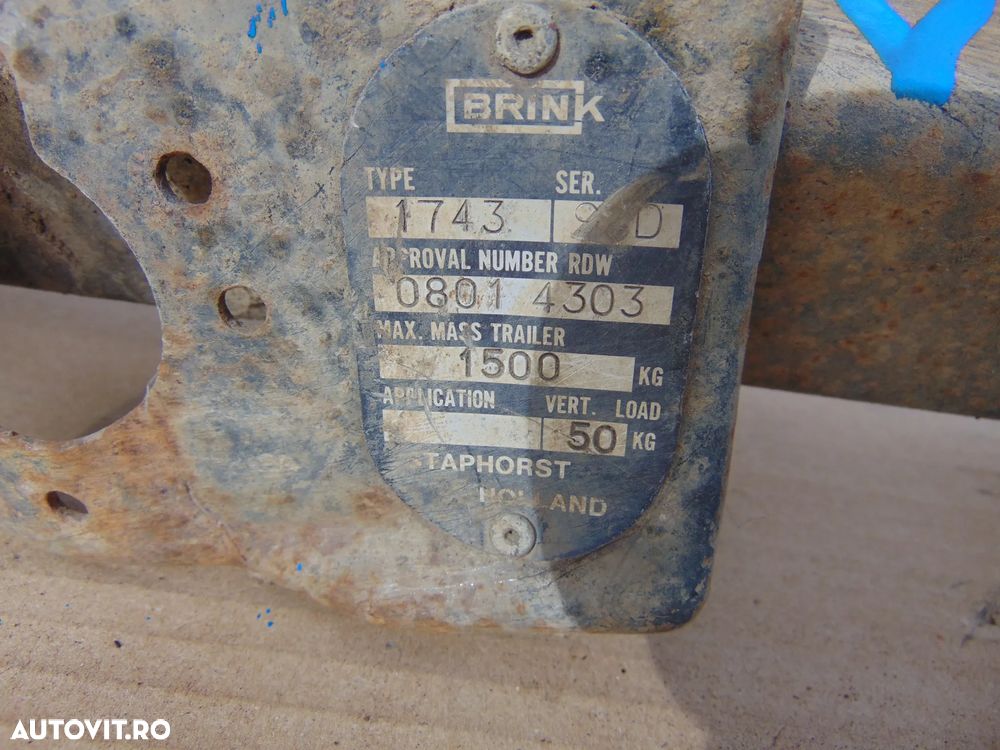 BRINK
TYPE SER.
1743 D
APPROVAL NUMBER RDW
0801 4303
MAX. MASS TRAILER
1500 KG
APPLICATION VERT. LOAD
50 KG
STAPHORST
HOLLAND
AUTOVIT.RO